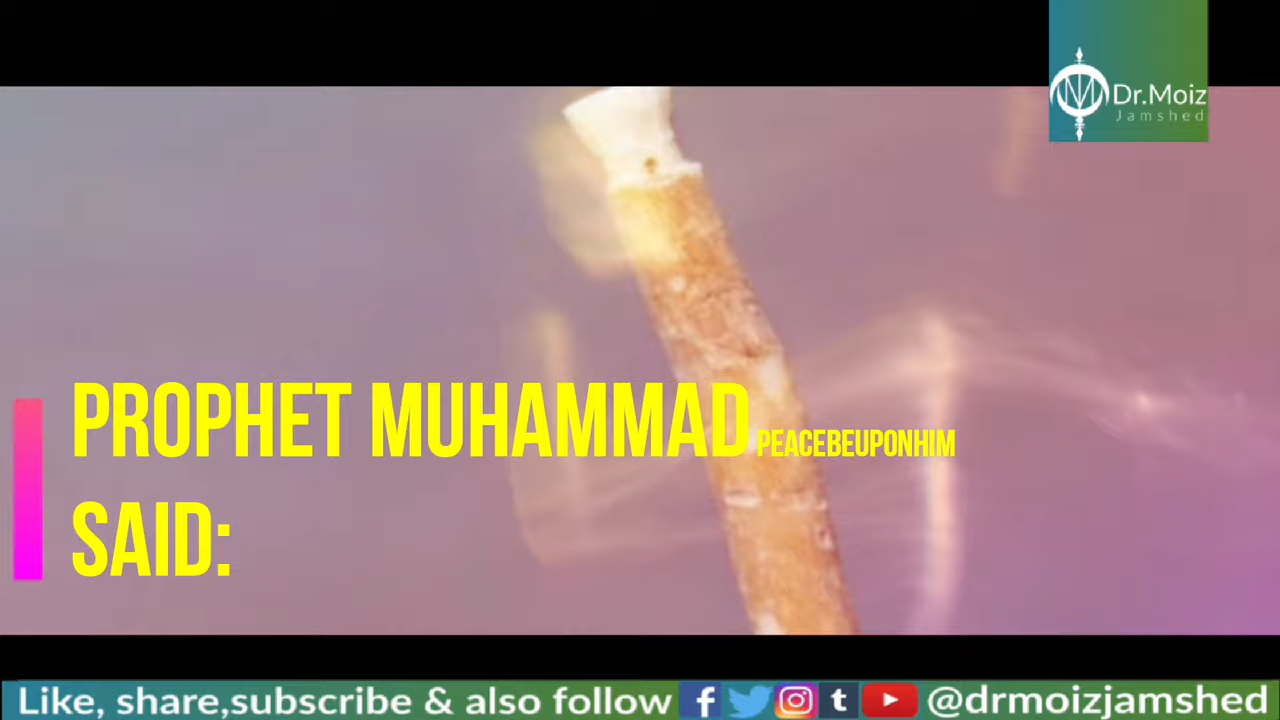 Dr.Moiz
Jamshed
PROPHET MUHAMMAD PEACEBEUPONHIM
SAID:
Like, share,subscribe & also follow @drmoizjamshed